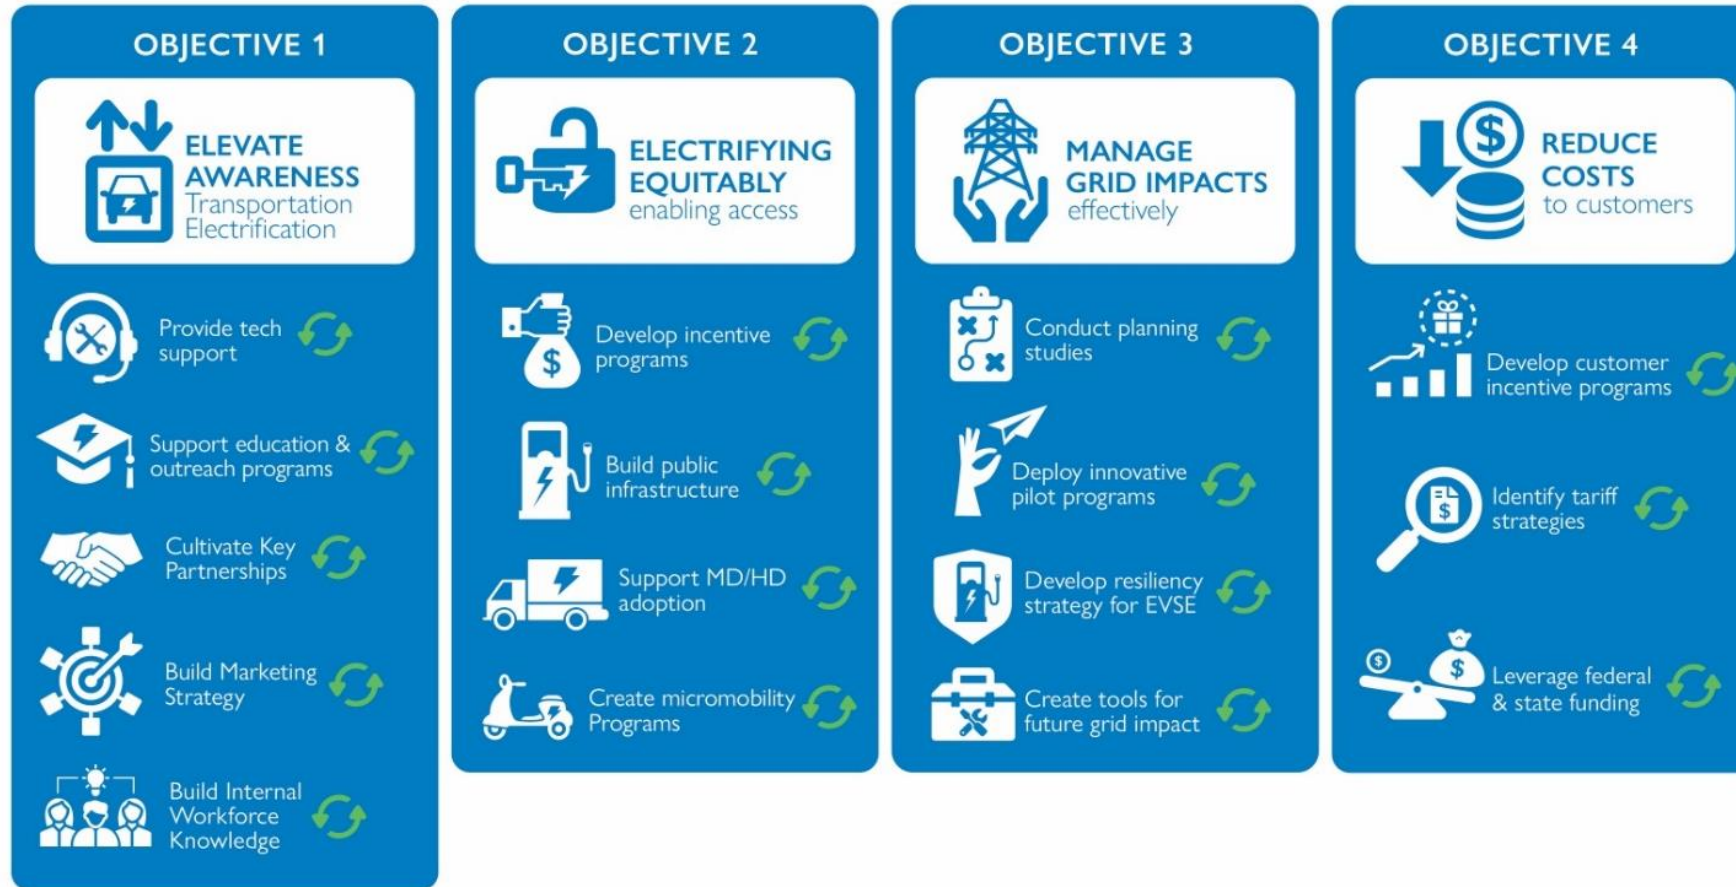 OBJECTIVE 1
ELEVATE
AWARENESS
Transportation
Electrification
Provide tech
support
Support education &
outreach programs
Cultivate Key
Partnerships
Build Marketing
Strategy
Build Internal
Workforce
Knowledge
OBJECTIVE 2
ELECTRIFYING
EQUITABLY
enabling access
$
Develop incentive
programs
Build public
infrastructure
Support MD/HD
adoption
Create micromobility
Programs
OBJECTIVE 3
MANAGE
GRID IMPACTS
effectively
Conduct planning
studies
Deploy innovative
pilot programs
Develop resiliency
strategy for EVSE
Create tools for
future grid impact
OBJECTIVE 4
$
REDUCE
COSTS
to customers
Develop customer
incentive programs
$
Identify tariff
strategies
$
$
Leverage federal
& state funding